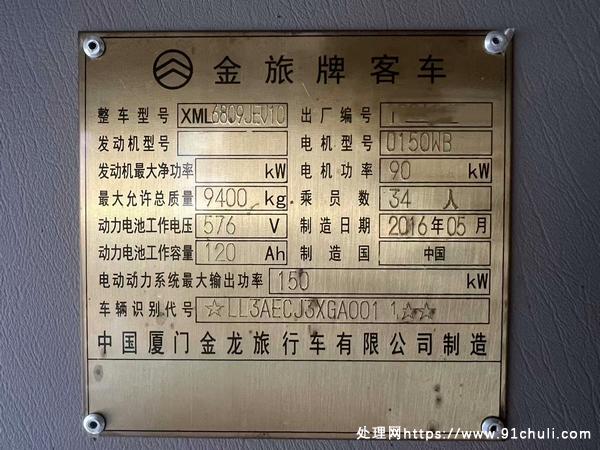 金旅牌客车
整车型号 XML6809JEV10 出厂编号
发动机型号 电机型号 0150WB
发动机最大净功率 kW 电机功率 90 kW
最大允许总质量 9400 kg 乘员数 34 人
动力电池工作电压 576 V 制造日期 2016年05月
动力电池工作容量 120 Ah 制造国 中国
电动动力系统最大输出功率 150 kW
车辆识别代号 ☆LL3AECJ3XGA001 1☆☆
中国厦门金龙旅行车有限公司制造
处理网https://www.91chuli.com/